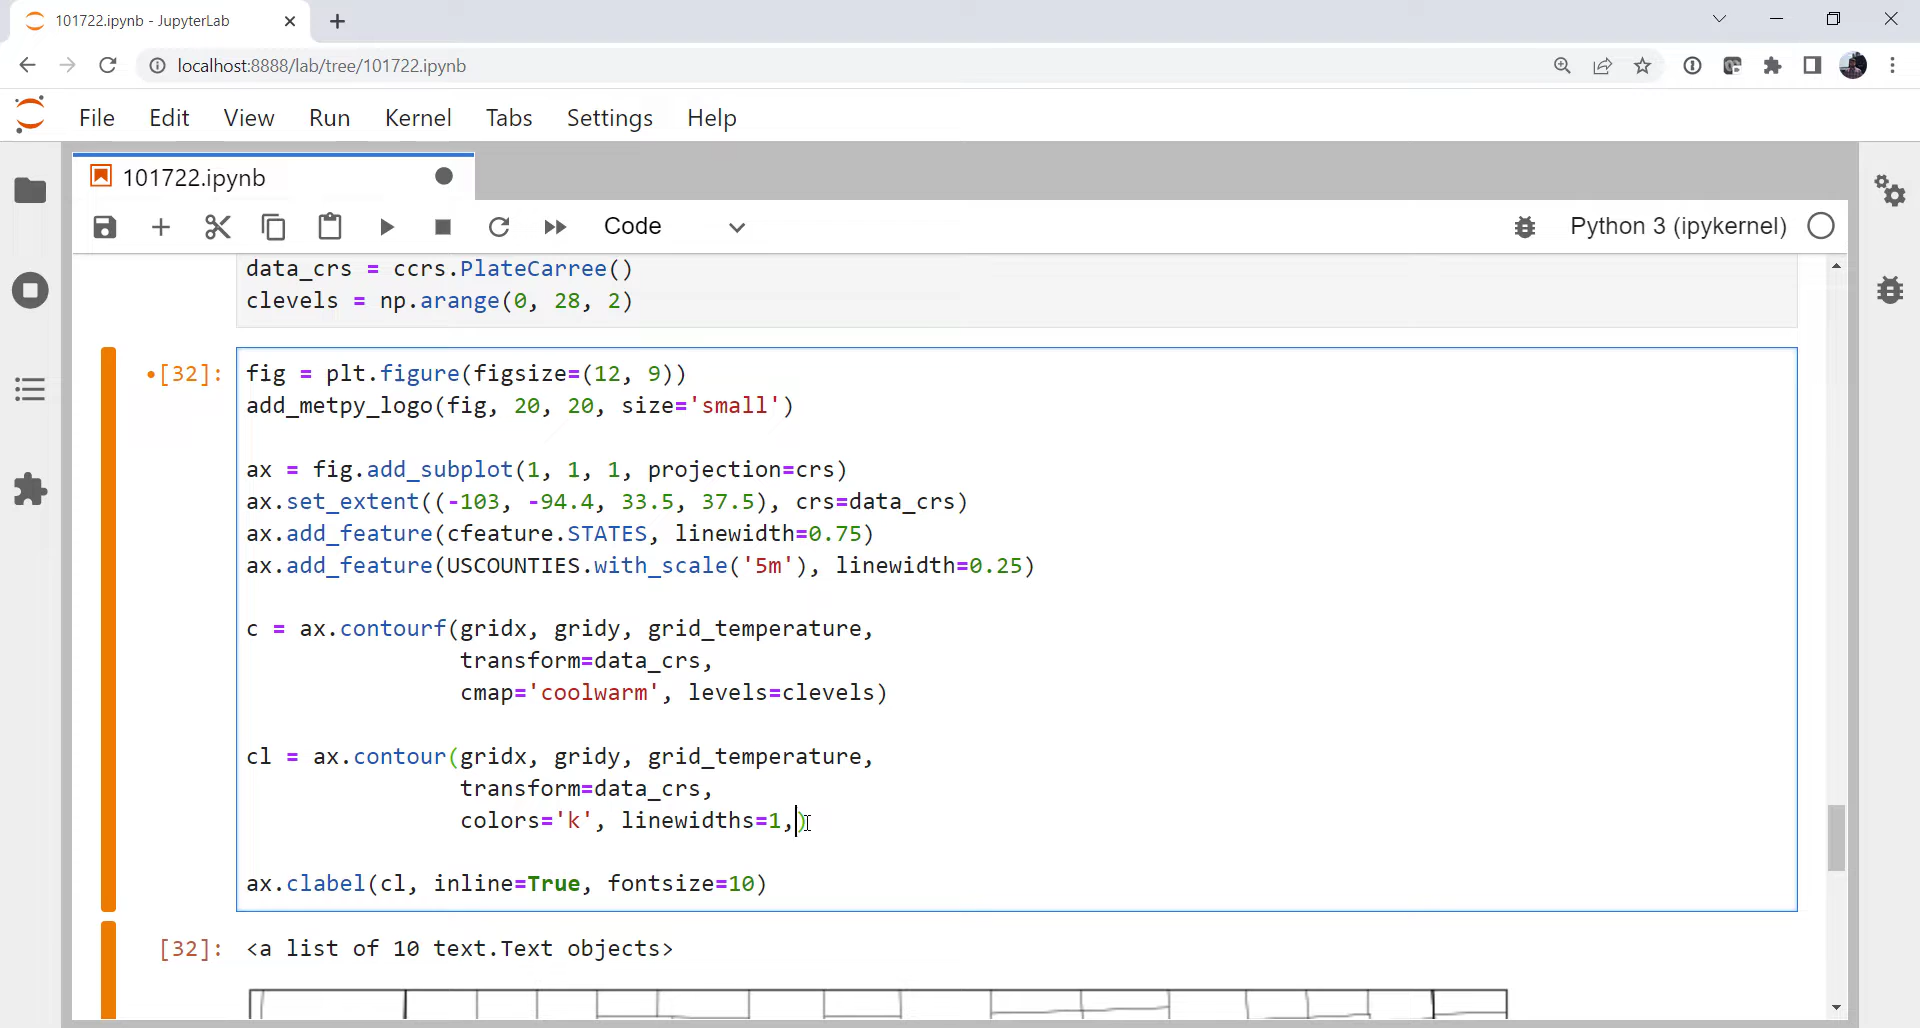 101722.ipynb - JupyterLab
localhost:8888/lab/tree/101722.ipynb
File Edit View Run Kernel Tabs Settings Help
101722.ipynb
Code
Python 3 (ipykernel)
data_crs = ccrs.PlateCarree()
clevels = np.arange(0, 28, 2)
•[32]:
fig = plt.figure(figsize=(12, 9))
add_metpy_logo(fig, 20, 20, size='small')
ax = fig.add_subplot(1, 1, 1, projection=crs)
ax.set_extent((-103, -94.4, 33.5, 37.5), crs=data_crs)
ax.add_feature(cfeature.STATES, linewidth=0.75)
ax.add_feature(USCOUNTIES.with_scale('5m'), linewidth=0.25)
c = ax.contourf(gridx, gridy, grid_temperature,
transform=data_crs,
cmap='coolwarm', levels=clevels)
cl = ax.contour(gridx, gridy, grid_temperature,
transform=data_crs,
colors='k', linewidths=1,)
ax.clabel(cl, inline=True, fontsize=10)
[32]: <a list of 10 text.Text objects>